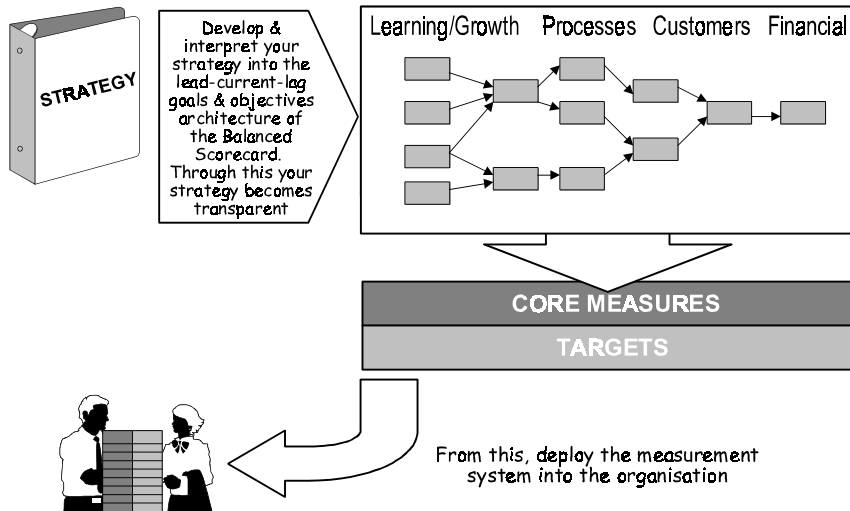 STRATEGY
Develop &
interpret your
strategy into the
lead-current-lag
goals & objectives
architecture of
the Balanced
Scorecard.
Through this your
strategy becomes
transparent
Learning/Growth Processes Customers Financial
CORE MEASURES
TARGETS
From this, deploy the measurement
system into the organisation